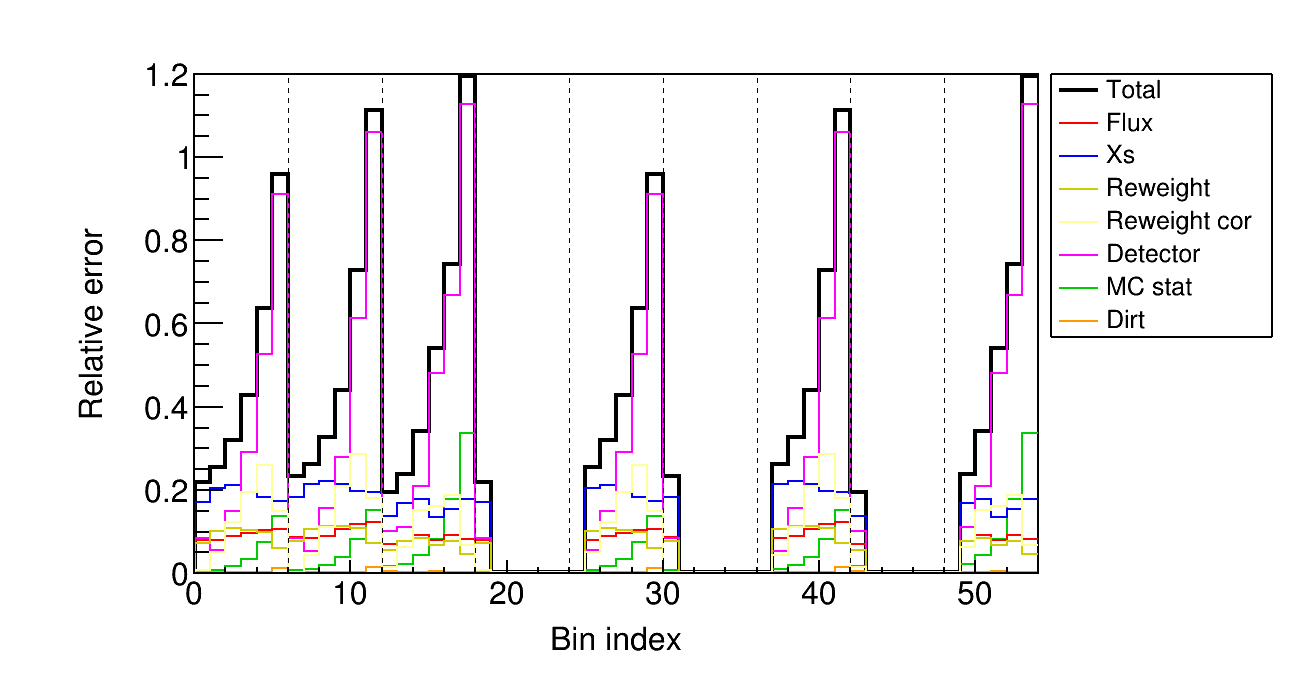 1.2
1
0.8
0.6
0.4
0.2
0
Relative error
0 10 20 30 40 50
Bin index
Total
Flux
Xs
Reweight
Reweight cor
Detector
MC stat
Dirt